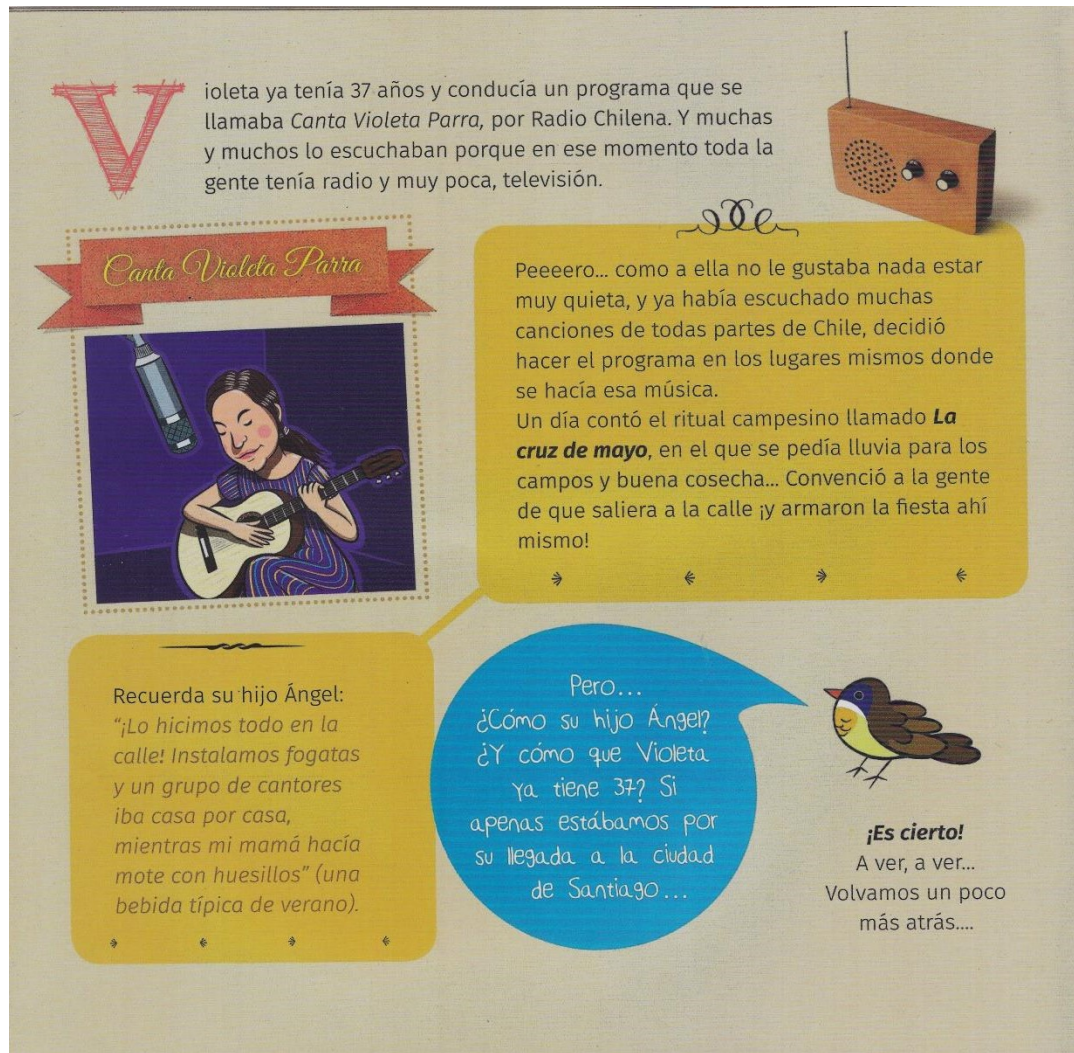 Violeta ya tenía 37 años y conducía un programa que se
llamaba Canta Violeta Parra, por Radio Chilena. Y muchas
y muchos lo escuchaban porque en ese momento toda la
gente tenía radio y muy poca, televisión.
Canta Violeta Parra
Peeeero... como a ella no le gustaba nada estar
muy quieta, y ya había escuchado muchas
canciones de todas partes de Chile, decidió
hacer el programa en los lugares mismos donde
se hacía esa música.
Un día contó el ritual campesino llamado La
cruz de mayo, en el que se pedía lluvia para los
campos y buena cosecha... Convenció a la gente
de que saliera a la calle ¡y armaron la fiesta ahí
mismo!
Recuerda su hijo Ángel:
“¡Lo hicimos todo en la
calle! Instalamos fogatas
y un grupo de cantores
iba casa por casa,
mientras mi mamá hacía
mote con huesillos” (una
bebida típica de verano).
Pero...
¿Cómo su hijo Ángel?
¿Y cómo que Violeta
ya tiene 37? Si
apenas estábamos por
su llegada a la ciudad
de Santiago...
¡Es cierto!
A ver, a ver...
Volvamos un poco
más atrás....